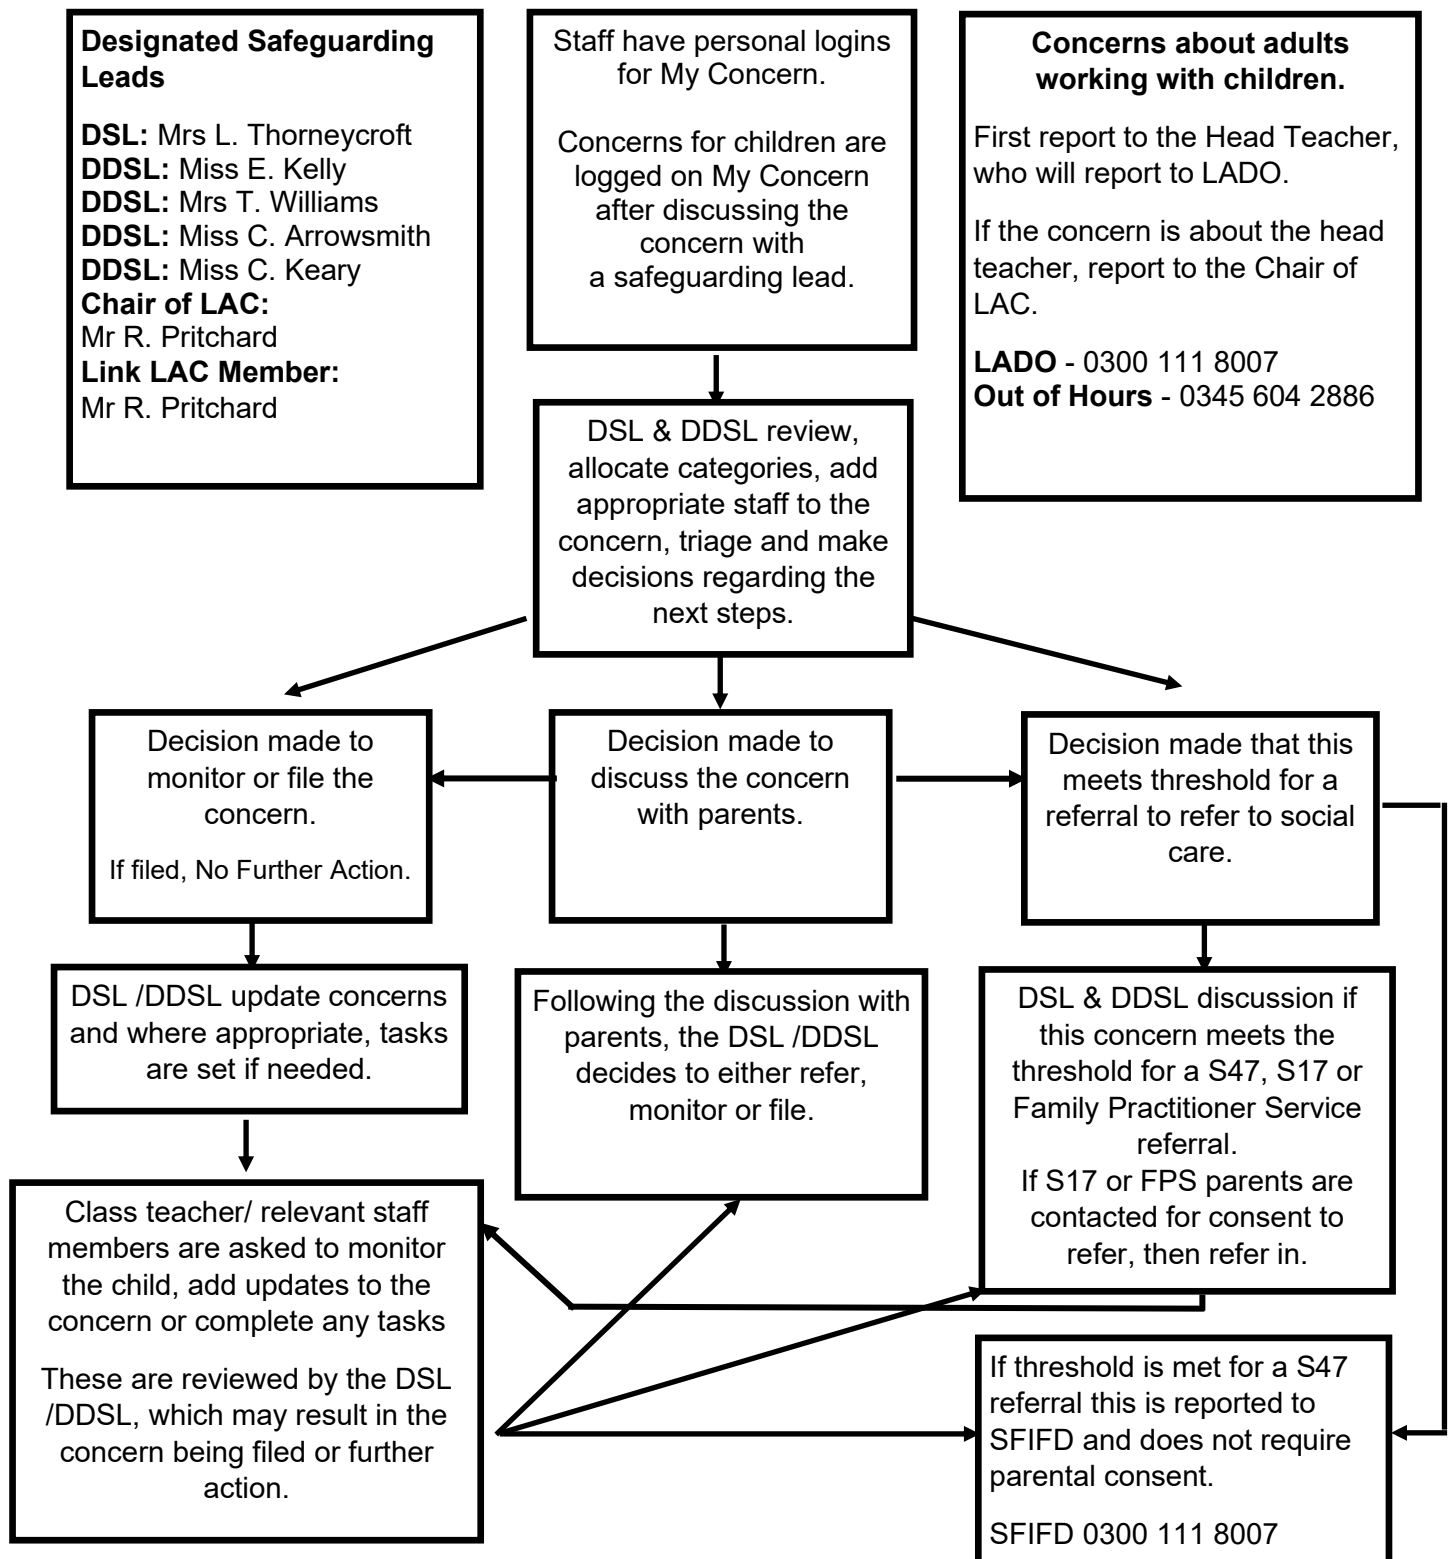 Designated Safeguarding
Leads
DSL: Mrs L. Thorneycroft
DDSL: Miss E. Kelly
DDSL: Mrs T. Williams
DDSL: Miss C. Arrowsmith
DDSL: Miss C. Keary
Chair of LAC:
Mr R. Pritchard
Link LAC Member:
Mr R. Pritchard
Staff have personal logins
for My Concern.
Concerns for children are
logged on My Concern
after discussing the
concern with
a safeguarding lead.
Concerns about adults
working with children.
First report to the Head Teacher,
who will report to LADO.
If the concern is about the head
teacher, report to the Chair of
LAC.
LADO - 0300 111 8007
Out of Hours - 0345 604 2886
DSL & DDSL review,
allocate categories, add
appropriate staff to the
concern, triage and make
decisions regarding the
next steps.
Decision made to
monitor or file the
concern.
If filed, No Further Action.
Decision made to
discuss the concern
with parents.
Decision made that this
meets threshold for a
referral to refer to social
care.
DSL /DDSL update concerns
and where appropriate, tasks
are set if needed.
Following the discussion with
parents, the DSL /DDSL
decides to either refer,
monitor or file.
DSL & DDSL discussion if
this concern meets the
threshold for a S47, S17 or
Family Practitioner Service
referral.
If S17 or FPS parents are
contacted for consent to
refer, then refer in.
Class teacher/ relevant staff
members are asked to monitor
the child, add updates to the
concern or complete any tasks
These are reviewed by the DSL
/DDSL, which may result in the
concern being filed or further
action.
If threshold is met for a S47
referral this is reported to
SFIFD and does not require
parental consent.
SFIFD 0300 111 8007